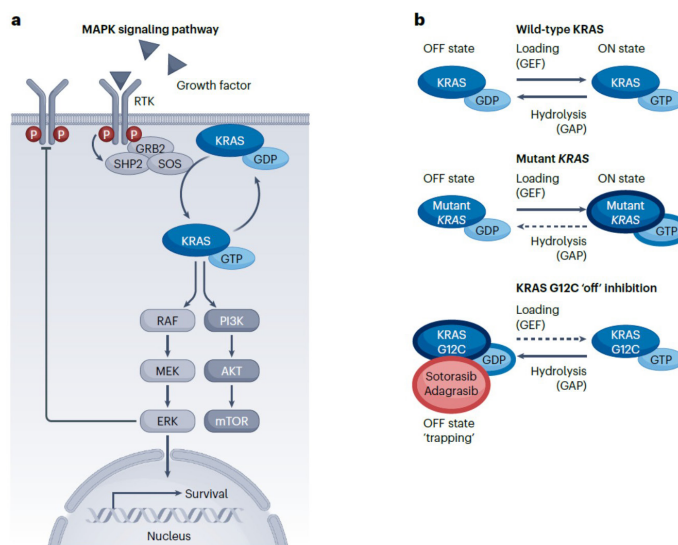 a
MAPK signaling pathway
Growth factor
RTK
P
P
P
P
GRB2
SHP2
SOS
KRAS
GDP
KRAS
GTP
RAF
PI3K
MEK
AKT
ERK
mTOR
Survival
Nucleus
b
Wild-type KRAS
OFF state
Loading
(GEF)
ON state
KRAS
GDP
KRAS
GTP
Hydrolysis
(GAP)
Mutant KRAS
OFF state
Loading
(GEF)
ON state
Mutant
KRAS
GDP
Mutant
KRAS
GTP
Hydrolysis
(GAP)
KRAS G12C ‘off’ inhibition
Loading
(GEF)
KRAS
G12C
GDP
KRAS
G12C
GTP
Hydrolysis
(GAP)
Sotorasib
Adagrasib
OFF state
‘trapping’